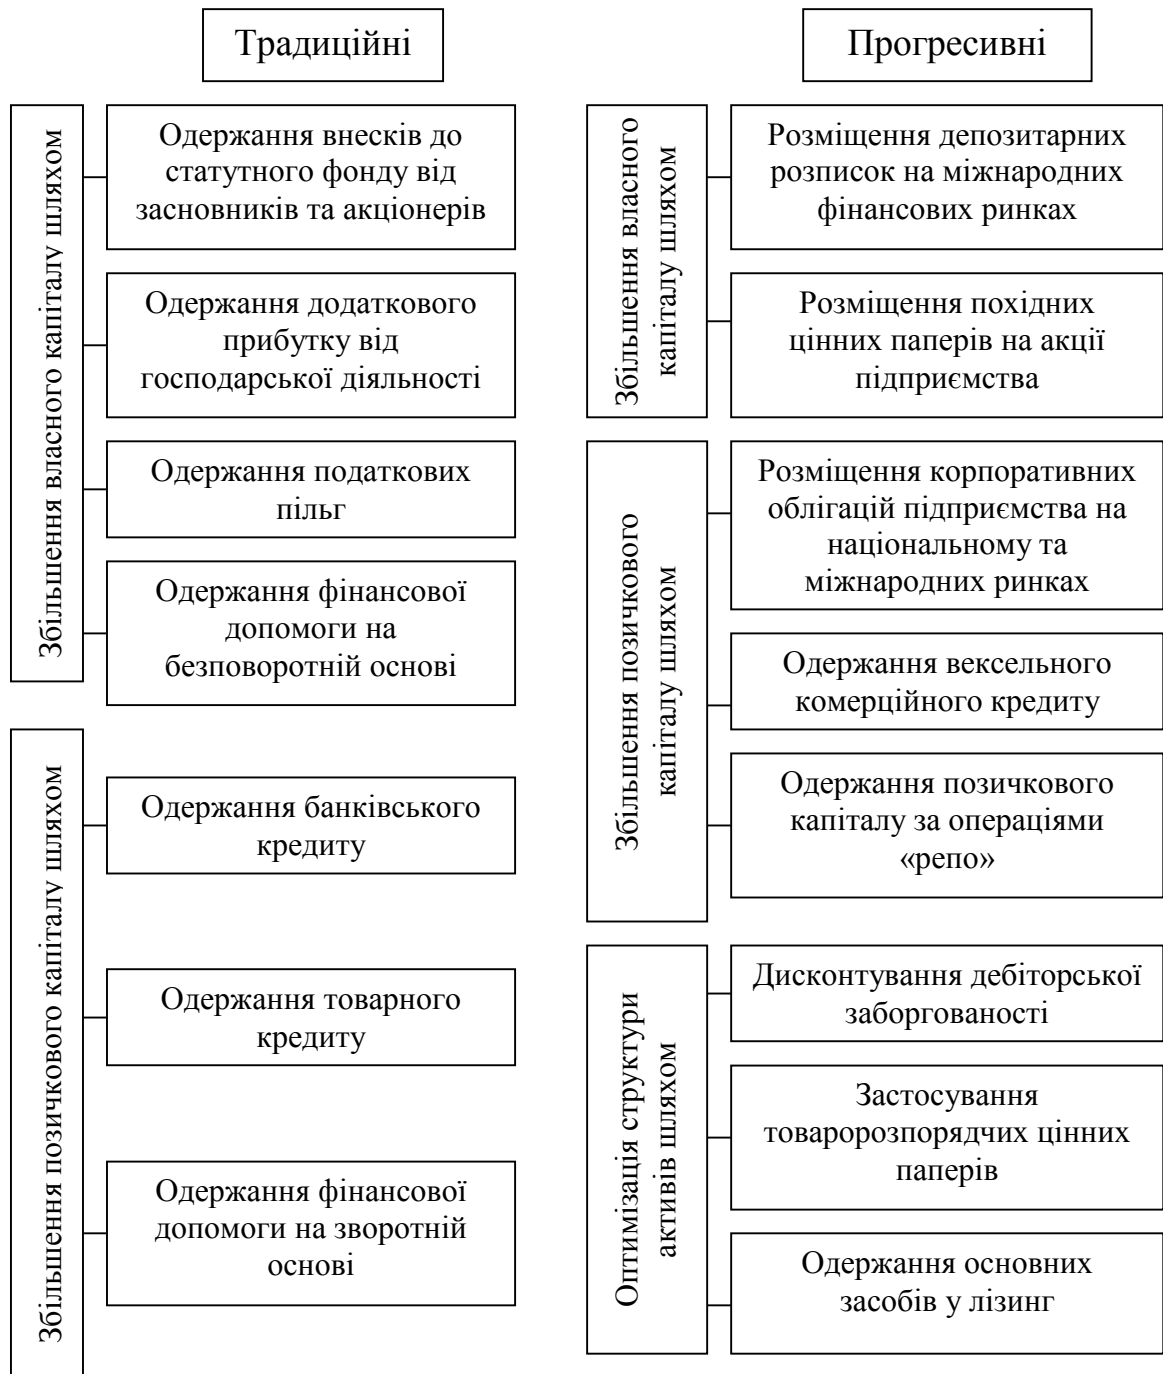 Традиційні
Збільшення власного капіталу шляхом
Одержання внесків до
статутного фонду від
засновників та акціонерів
Одержання додаткового
прибутку від
господарської діяльності
Одержання податкових
пільг
Одержання фінансової
допомоги на
безповоротній основі
Збільшення позичкового капіталу шляхом
Одержання банківського
кредиту
Одержання товарного
кредиту
Одержання фінансової
допомоги на зворотній
основі
Прогресивні
Збільшення власного
капіталу шляхом
Розміщення депозитарних
розписок на міжнародних
фінансових ринках
Розміщення похідних
цінних паперів на акції
підприємства
Збільшення позичкового
капіталу шляхом
Розміщення корпоративних
облігацій підприємства на
національному та
міжнародних ринках
Одержання вексельного
комерційного кредиту
Одержання позичкового
капіталу за операціями
«репо»
Оптимізація структури
активів шляхом
Дисконтування дебіторської
заборгованості
Застосування
товаророзпорядчих цінних
паперів
Одержання основних
засобів у лізинг